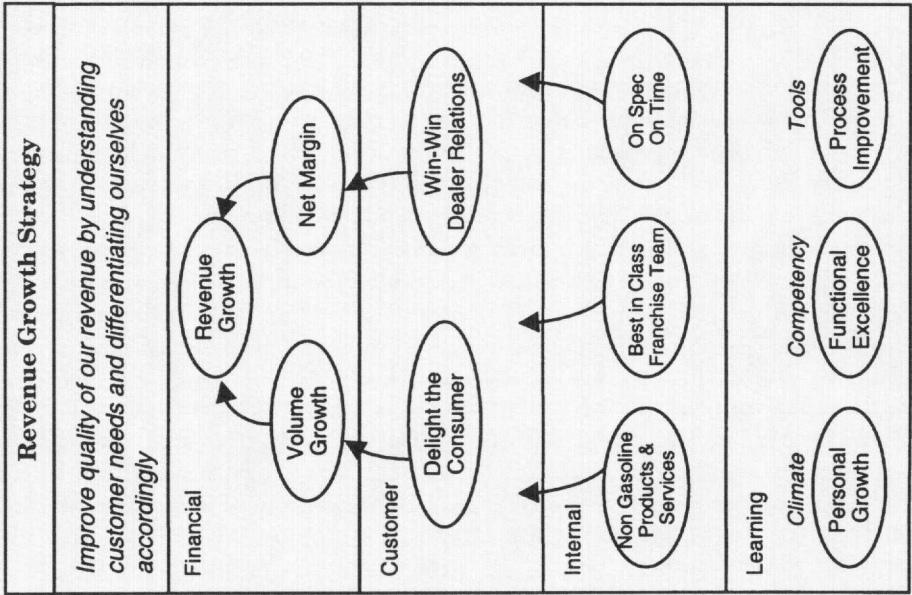 Revenue Growth Strategy
Improve quality of our revenue by understanding
customer needs and differentiating ourselves
accordingly
Financial
Revenue
Growth
Volume
Growth
Net Margin
Customer
Delight the
Consumer
Win-Win
Dealer Relations
Internal
Non Gasoline
Products &
Services
Best in Class
Franchise Team
On Spec
On Time
Learning
Climate
Personal
Growth
Competency
Functional
Excellence
Tools
Process
Improvement